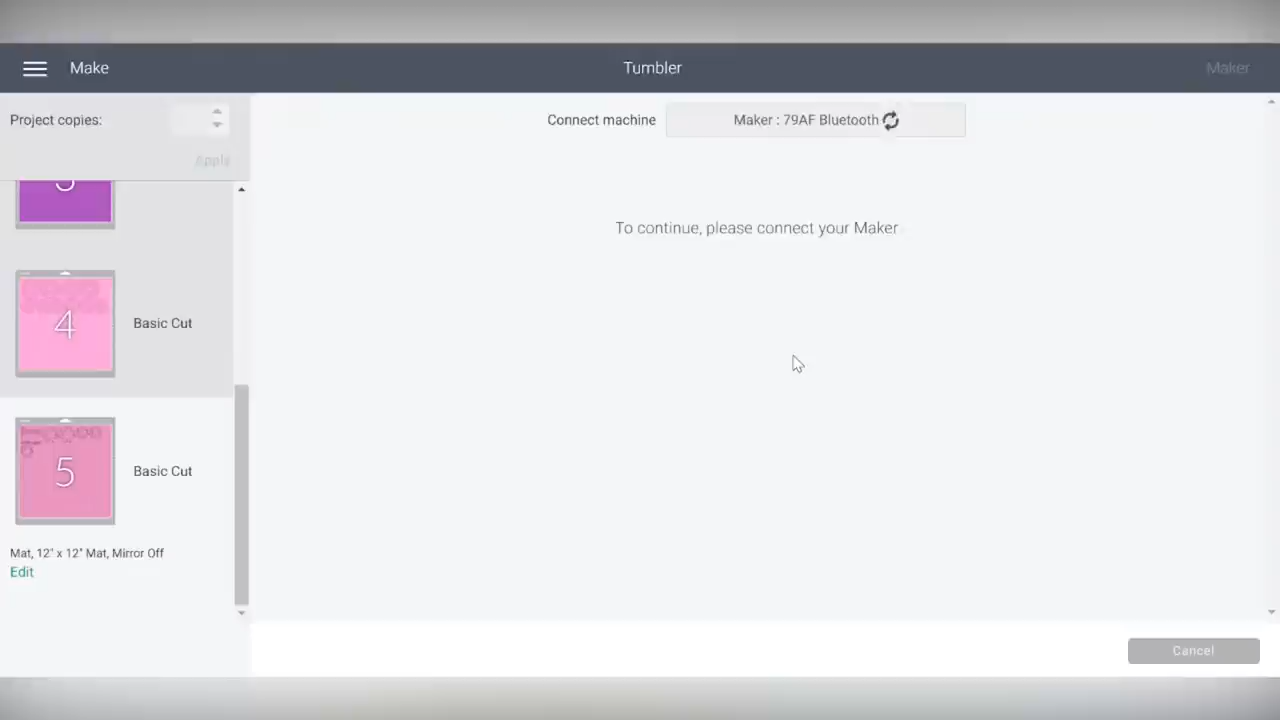 Make
Tumbler
Maker
Project copies:
Connect machine
Maker : 79AF Bluetooth
Apply
To continue, please connect your Maker
3
4
Basic Cut
5
Basic Cut
Mat, 12" x 12" Mat, Mirror Off
Edit
Cancel